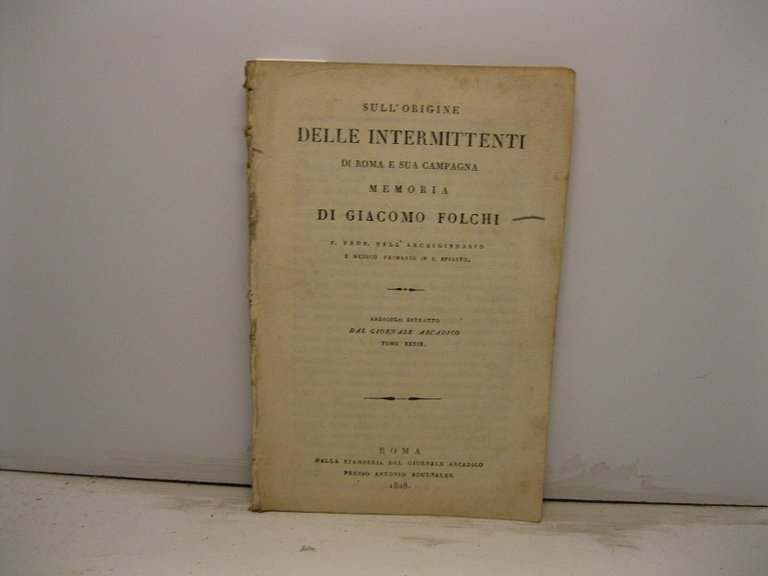 SULL'ORIGINE
DELLE INTERMITTENTI
DI ROMA E SUA CAMPAGNA
MEMORIA
DI GIACOMO FOLCHI
P. PROF. NELL'ARCHIGINNASIO
E MEDICO PRIMARIO IN S. SPIRITO.
ARTICOLO ESTRATTO
DAL GIORNALE ARCADICO
TOMO XXXIX.
ROMA
NELLA STAMPERIA DEL GIORNALE ARCADICO
PRESSO ANTONIO BOULZALER
1828.